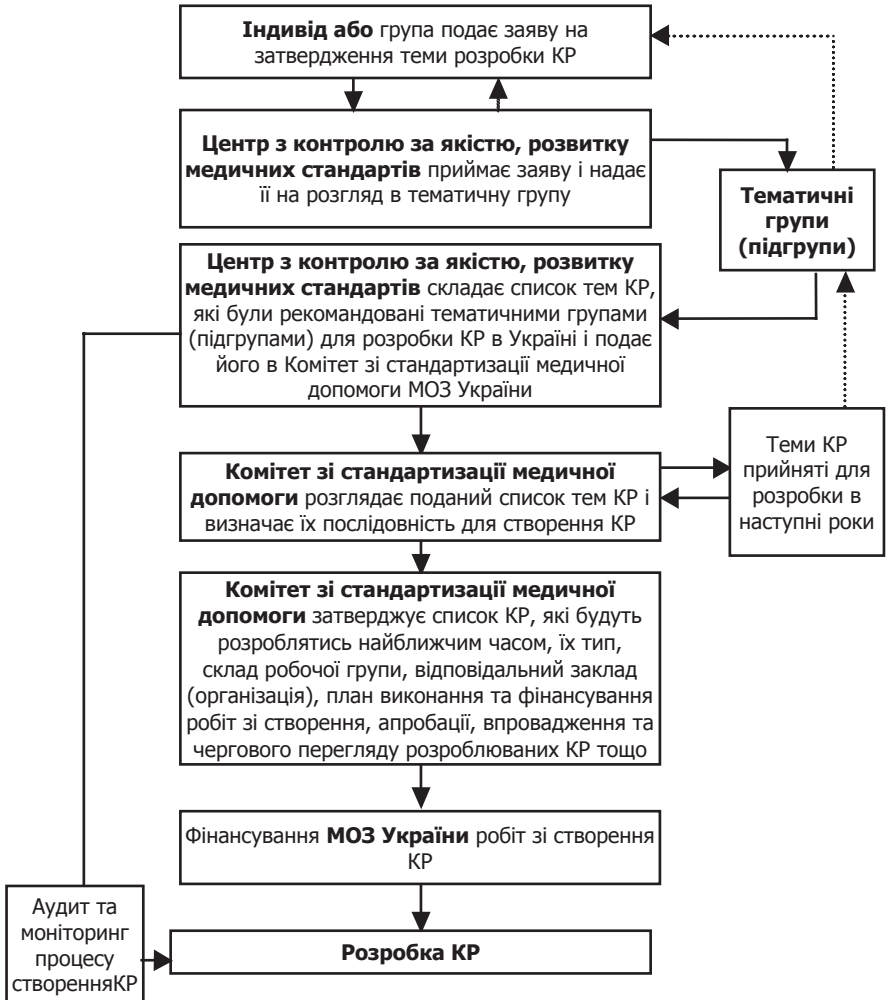 Індивід або група подає заяву на
затвердження теми розробки КР
Центр з контролю за якістю, розвитку
медичних стандартів приймає заяву і надає
її на розгляд в тематичну групу
Тематичні
групи
(підгрупи)
Центр з контролю за якістю, розвитку
медичних стандартів складає список тем КР,
які були рекомандовані тематичними групами
(підгрупами) для розробки КР в Україні і подає
його в Комітет зі стандартизації медичної
допомоги МОЗ України
Комітет зі стандартизації медичної
допомоги розглядає поданий список тем КР і
визначає їх послідовність для створення КР
Теми КР
прийняті для
розробки в
наступні роки
Комітет зі стандартизації медичної
допомоги затверджує список КР, які будуть
розроблятись найближчим часом, їх тип,
склад робочої групи, відповідальний заклад
(організація), план виконання та фінансування
робіт зі створення, апробації, впровадження та
чергового перегляду розроблюваних КР тощо
Фінансування МОЗ України робіт зі створення
КР
Аудит та
моніторинг
процесу
створенняКР
Розробка КР